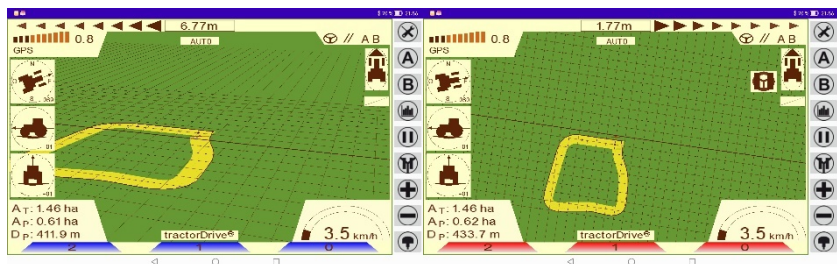 6.77m
AUTO
0.8
GPS
A B
A
B
AT: 1.46 ha
AP: 0.61 ha
DP: 411.9 m
tractorDrive®
3.5 km/h
2 1 0
1.77m
AUTO
0.8
GPS
A B
A
B
AT: 1.46 ha
AP: 0.62 ha
DP: 433.7 m
tractorDrive®
3.5 km/h
2 1 0